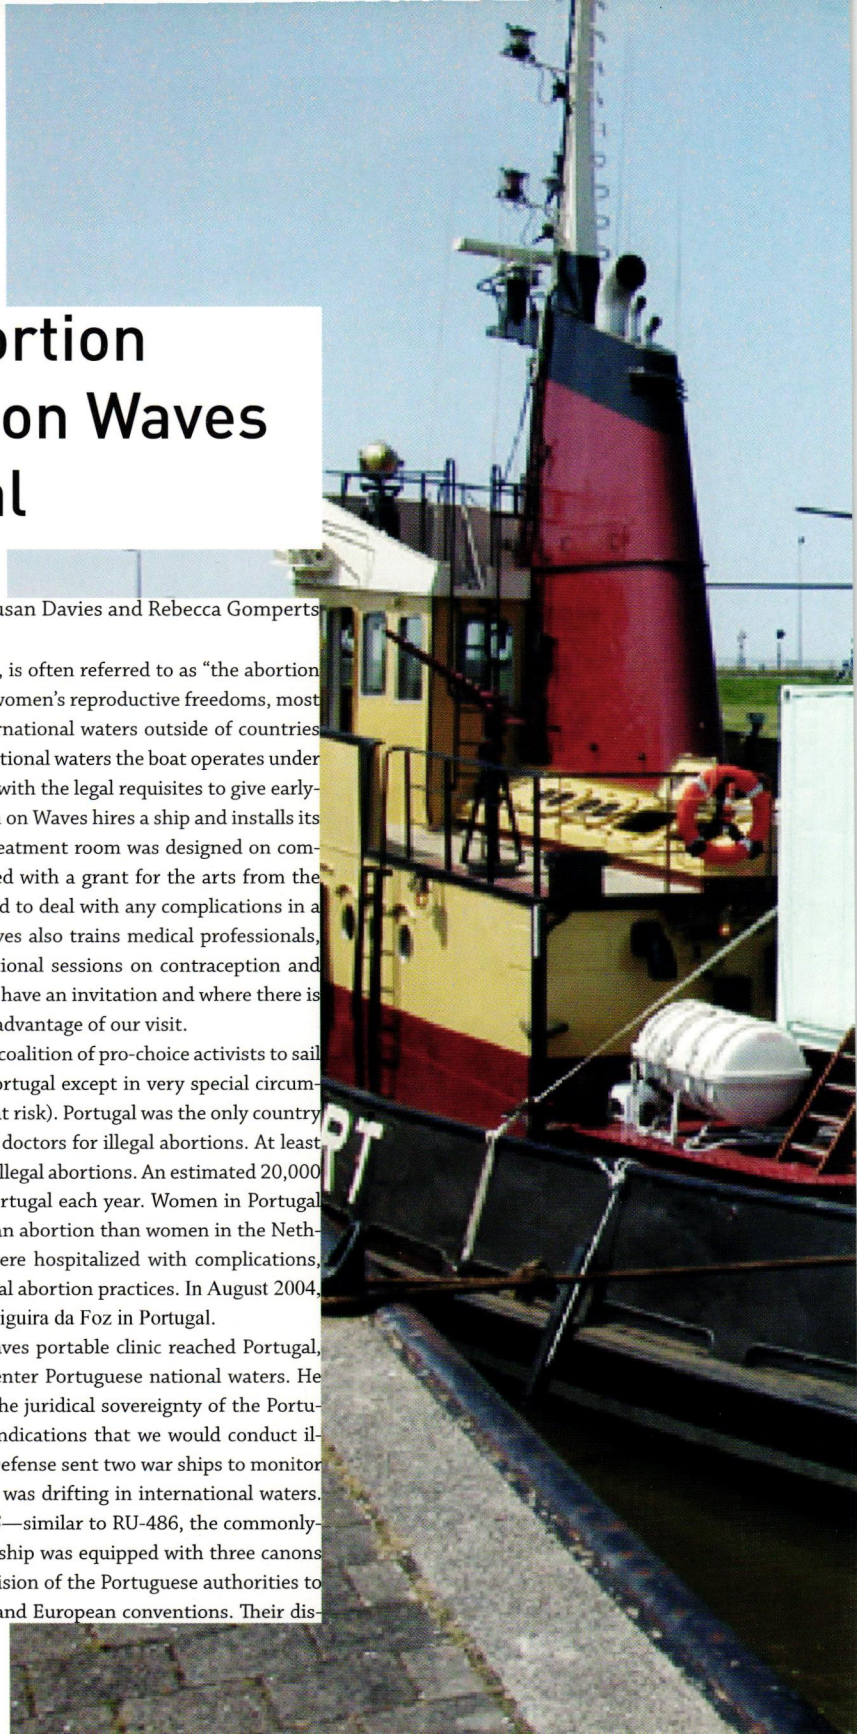 ortion
on Waves
al
usan Davies and Rebecca Gomperts
, is often referred to as “the abortion
women’s reproductive freedoms, most
rnational waters outside of countries
tional waters the boat operates under
with the legal requisites to give early-
on Waves hires a ship and installs its
eatment room was designed on com-
ed with a grant for the arts from the
d to deal with any complications in a
ves also trains medical professionals,
tional sessions on contraception and
have an invitation and where there is
advantage of our visit.
coalition of pro-choice activists to sail
ortugal except in very special circum-
at risk). Portugal was the only country
doctors for illegal abortions. At least
llegal abortions. An estimated 20,000
rtugal each year. Women in Portugal
an abortion than women in the Neth-
ere hospitalized with complications,
al abortion practices. In August 2004,
iguira da Foz in Portugal.
aves portable clinic reached Portugal,
enter Portuguese national waters. He
he juridical sovereignty of the Portu-
ndications that we would conduct il-
efense sent two war ships to monitor
was drifting in international waters.
—similar to RU-486, the commonly-
ship was equipped with three canons
ision of the Portuguese authorities to
and European conventions. Their dis-
RT